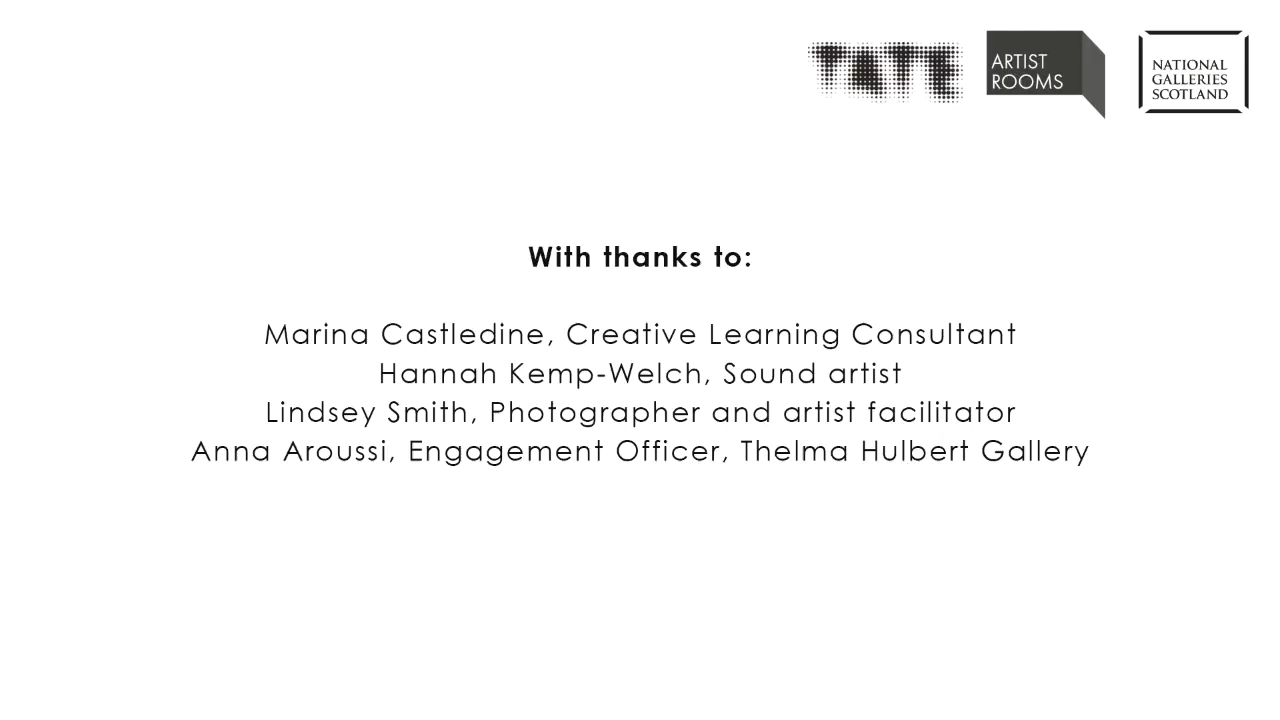 TATE
ARTIST
ROOMS
NATIONAL
GALLERIES
SCOTLAND
With thanks to:
Marina Castledine, Creative Learning Consultant
Hannah Kemp-Welch, Sound artist
Lindsey Smith, Photographer and artist facilitator
Anna Aroussi, Engagement Officer, Thelma Hulbert Gallery